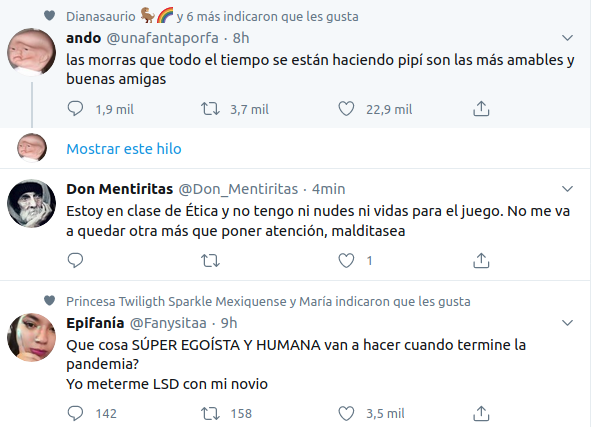 Dianasaurio 🦖🌈 y 6 más indicaron que les gusta
ando @unafantaporfa · 8h
las morras que todo el tiempo se están haciendo pipí son las más amables y
buenas amigas
1,9 mil 3,7 mil 22,9 mil
Mostrar este hilo
Don Mentiritas @Don_Mentiritas · 4min
Estoy en clase de Ética y no tengo ni nudes ni vidas para el juego. No me va
a quedar otra más que poner atención, malditasea
1
Princesa Twiligth Sparkle Mexiquense y María indicaron que les gusta
Epifanía @Fanysitaa · 9h
Que cosa SÚPER EGOÍSTA Y HUMANA van a hacer cuando termine la
pandemia?
Yo meterme LSD con mi novio
142 158 3,5 mil